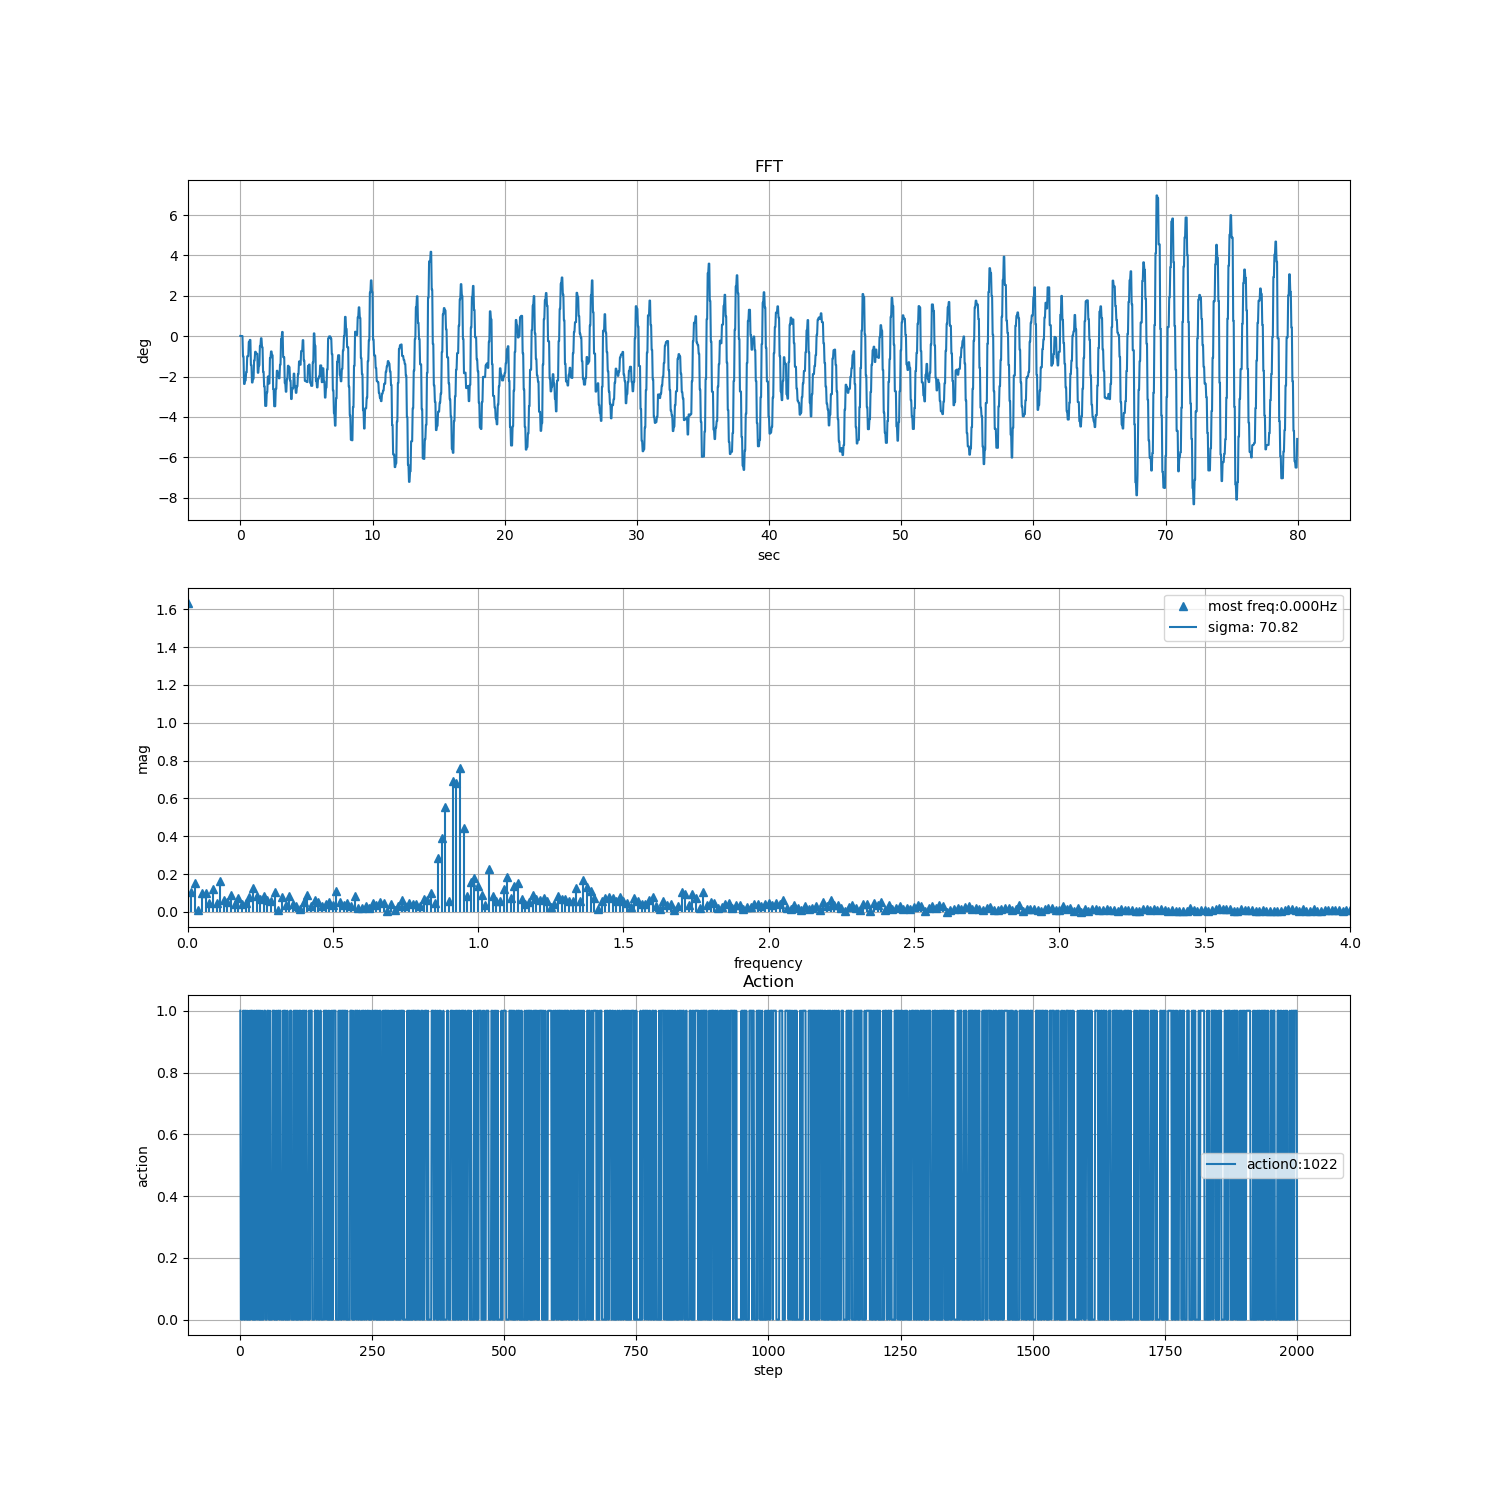 FFT
6
4
2
0
−2
−4
−6
−8
deg
0 10 20 30 40 50 60 70 80
sec
1.6
1.4
1.2
1.0
0.8
0.6
0.4
0.2
0.0
mag
most freq:0.000Hz
sigma: 70.82
0.0 0.5 1.0 1.5 2.0 2.5 3.0 3.5 4.0
frequency
Action
1.0
0.8
0.6
0.4
0.2
0.0
action
action0:1022
0 250 500 750 1000 1250 1500 1750 2000
step